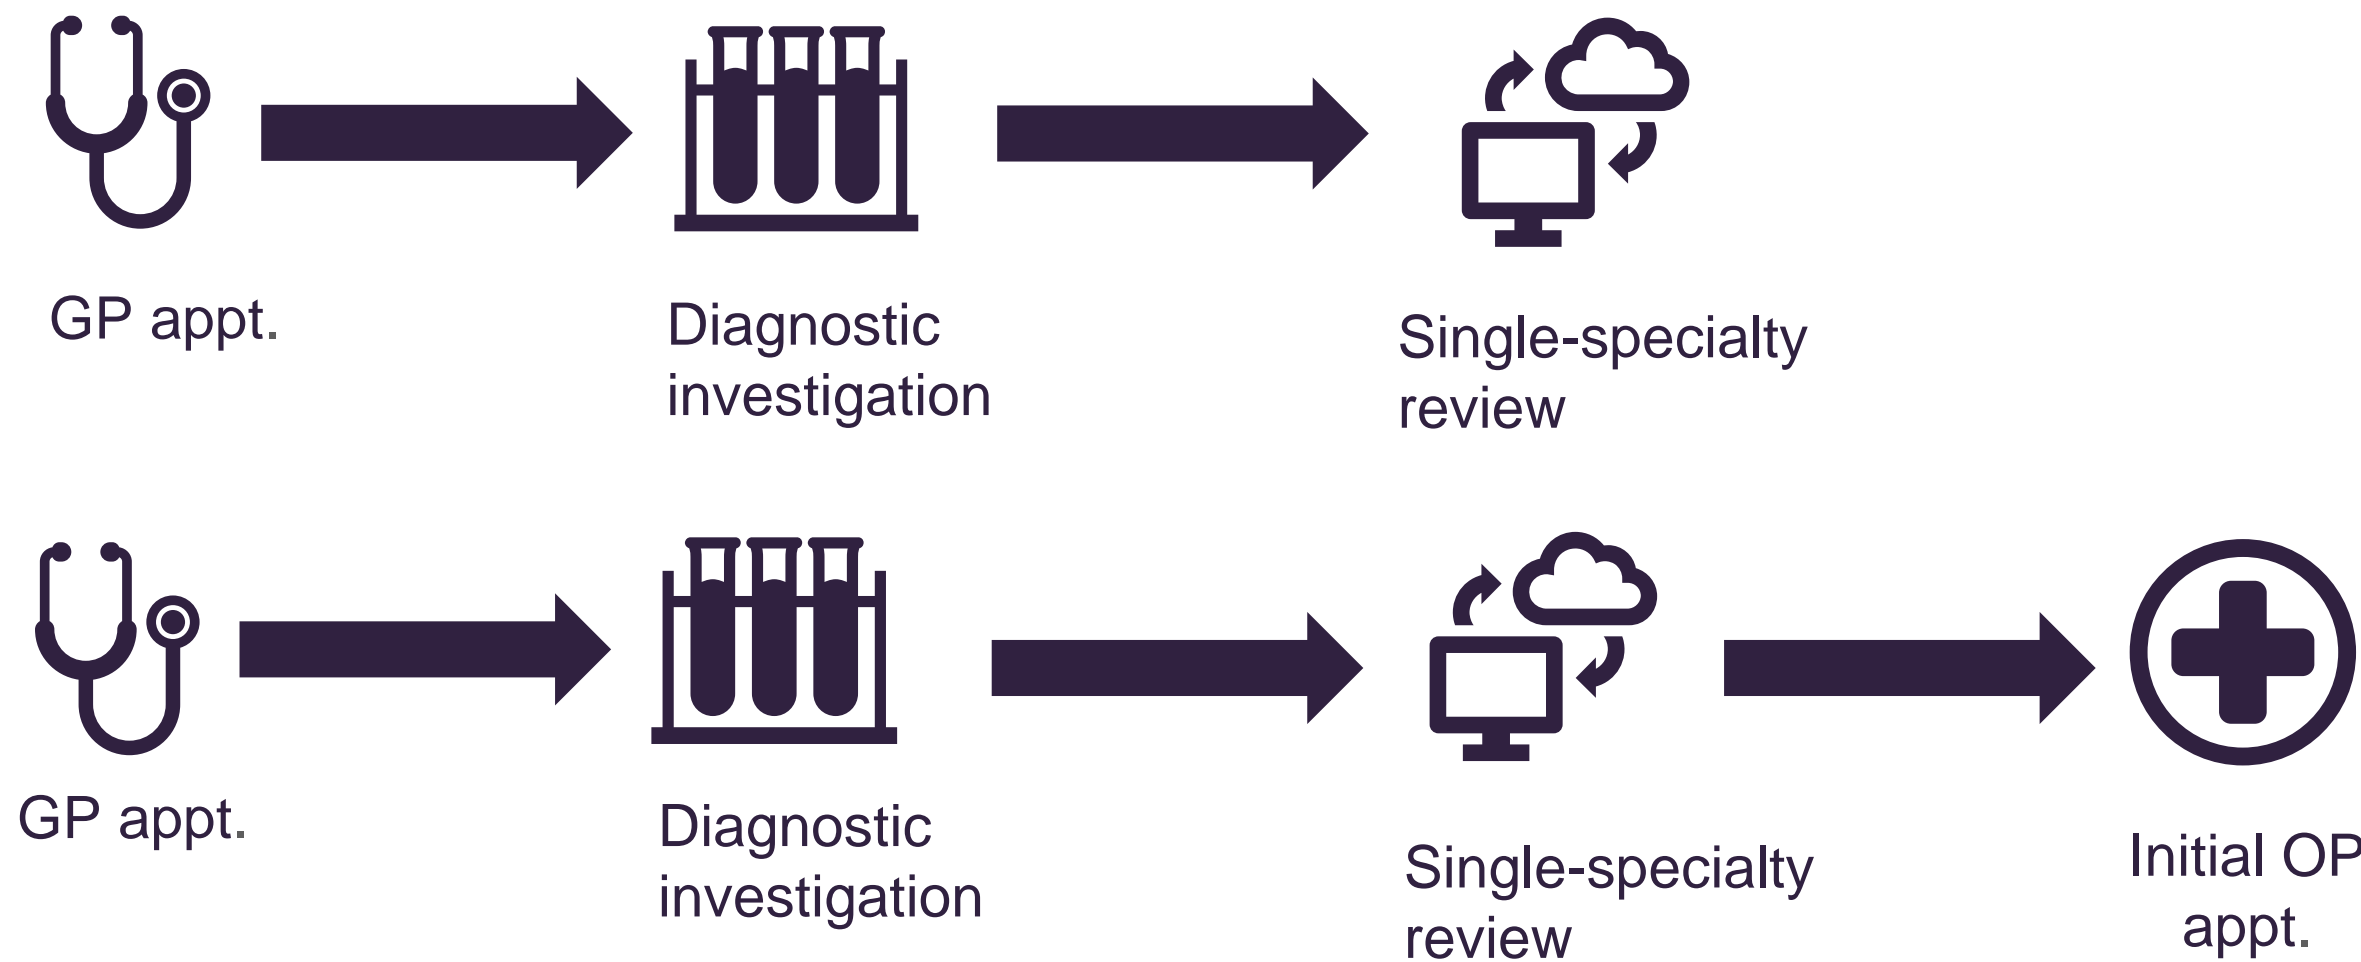 GP appt.
Diagnostic
investigation
Single-specialty
review
GP appt.
Diagnostic
investigation
Single-specialty
review
Initial OP
appt.